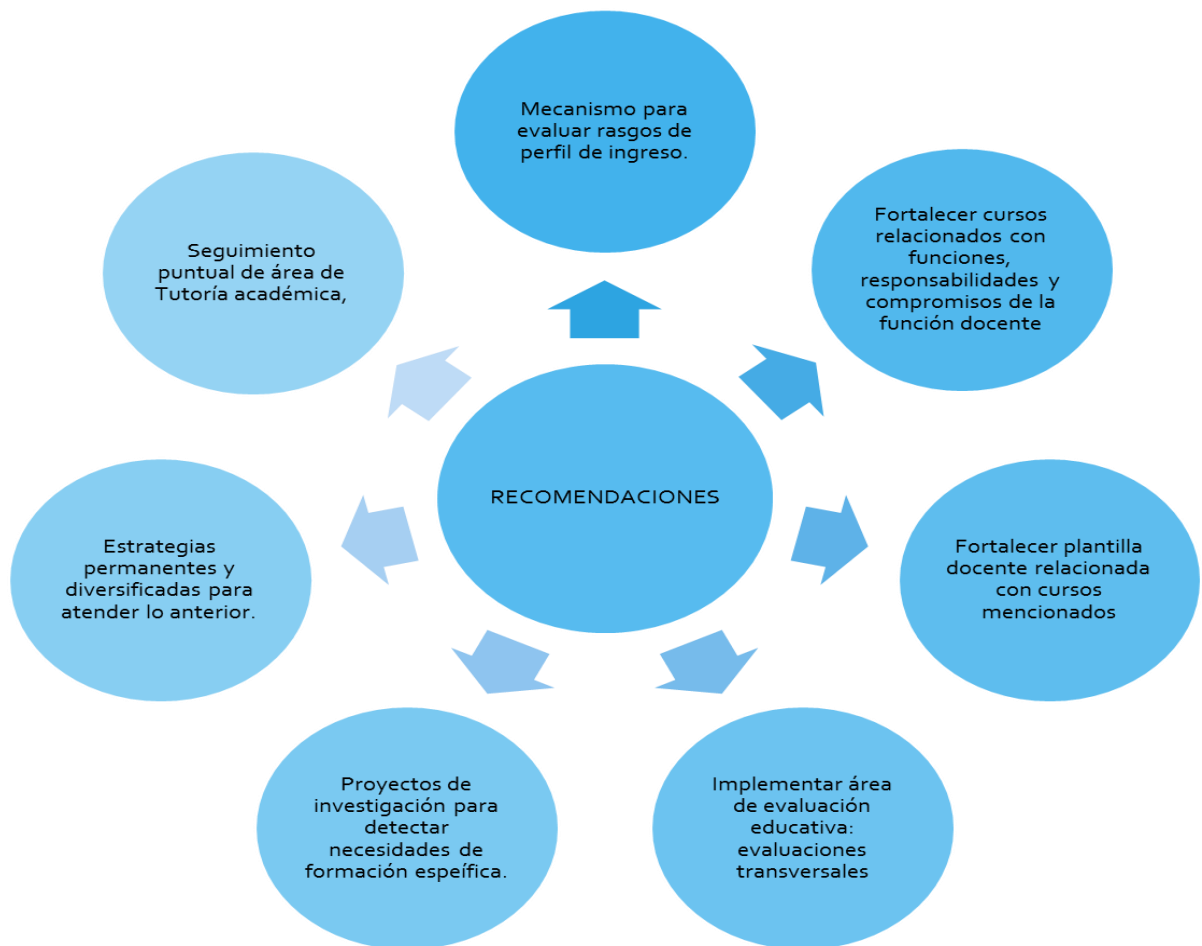 Mecanismo para
evaluar rasgos de
perfil de ingreso.
Fortalecer cursos
relacionados con
funciones,
responsabilidades y
compromisos de la
función docente
Fortalecer plantilla
docente relacionada
con cursos
mencionados
Implementar área
de evaluación
educativa:
evaluaciones
transversales
Proyectos de
investigación para
detectar
necesidades de
formación espeífica.
Estrategias
permanentes y
diversificadas para
atender lo anterior.
Seguimiento
puntual de área de
Tutoría académica,
RECOMENDACIONES